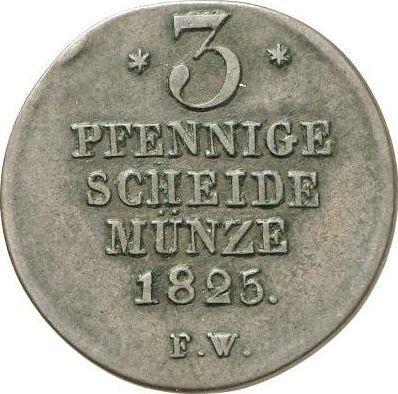 * 3 *
PFENNIGE
SCHEIDE
MÜNZE
1825.
F.W.